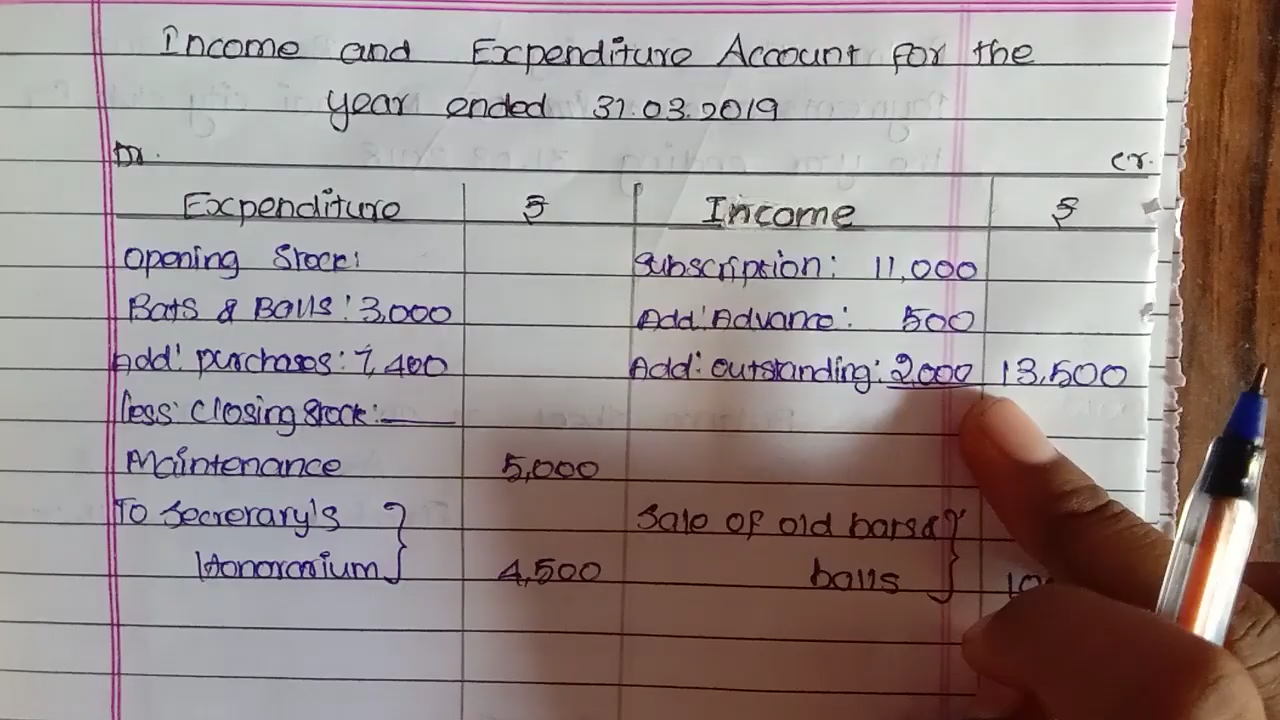 Income and Expenditure Account for the
year ended 31.03.2019
Dr. Cr.
Expenditure ₹ Income ₹
Opening Stock: Subscription: 11,000
Bats & Balls: 3,000 Add: Advance: 500
Add: purchases: 7,400 Add: outstanding: 2,000 13,500
Less: Closing Stock:
Maintenance 5,000
To Secretary's Sale of old bats &
Honorarium 4,500 balls